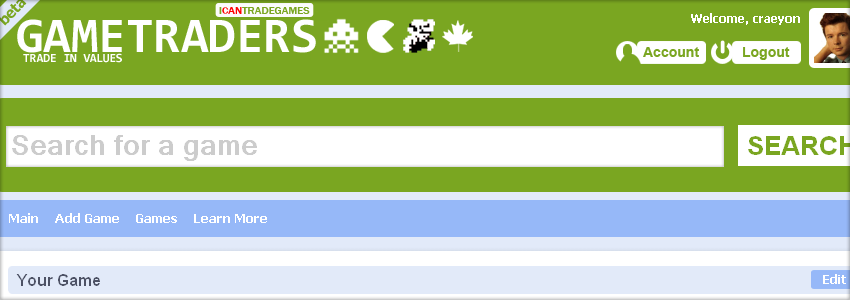 beta
ICANTRADEGAMES
GAMETRADERS
TRADE IN VALUES
Welcome, craeyon
Account
Logout
Search for a game
SEARCH
Main
Add Game
Games
Learn More
Your Game
Edit